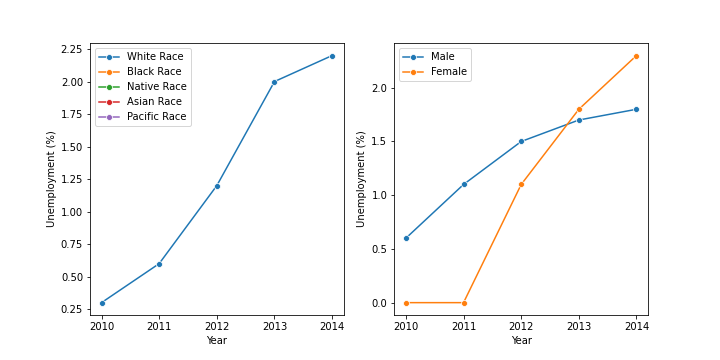 White Race
Black Race
Native Race
Asian Race
Pacific Race
2.25
2.00
1.75
1.50
1.25
1.00
0.75
0.50
0.25
Unemployment (%)
2010 2011 2012 2013 2014
Year
Male
Female
2.0
1.5
1.0
0.5
0.0
Unemployment (%)
2010 2011 2012 2013 2014
Year